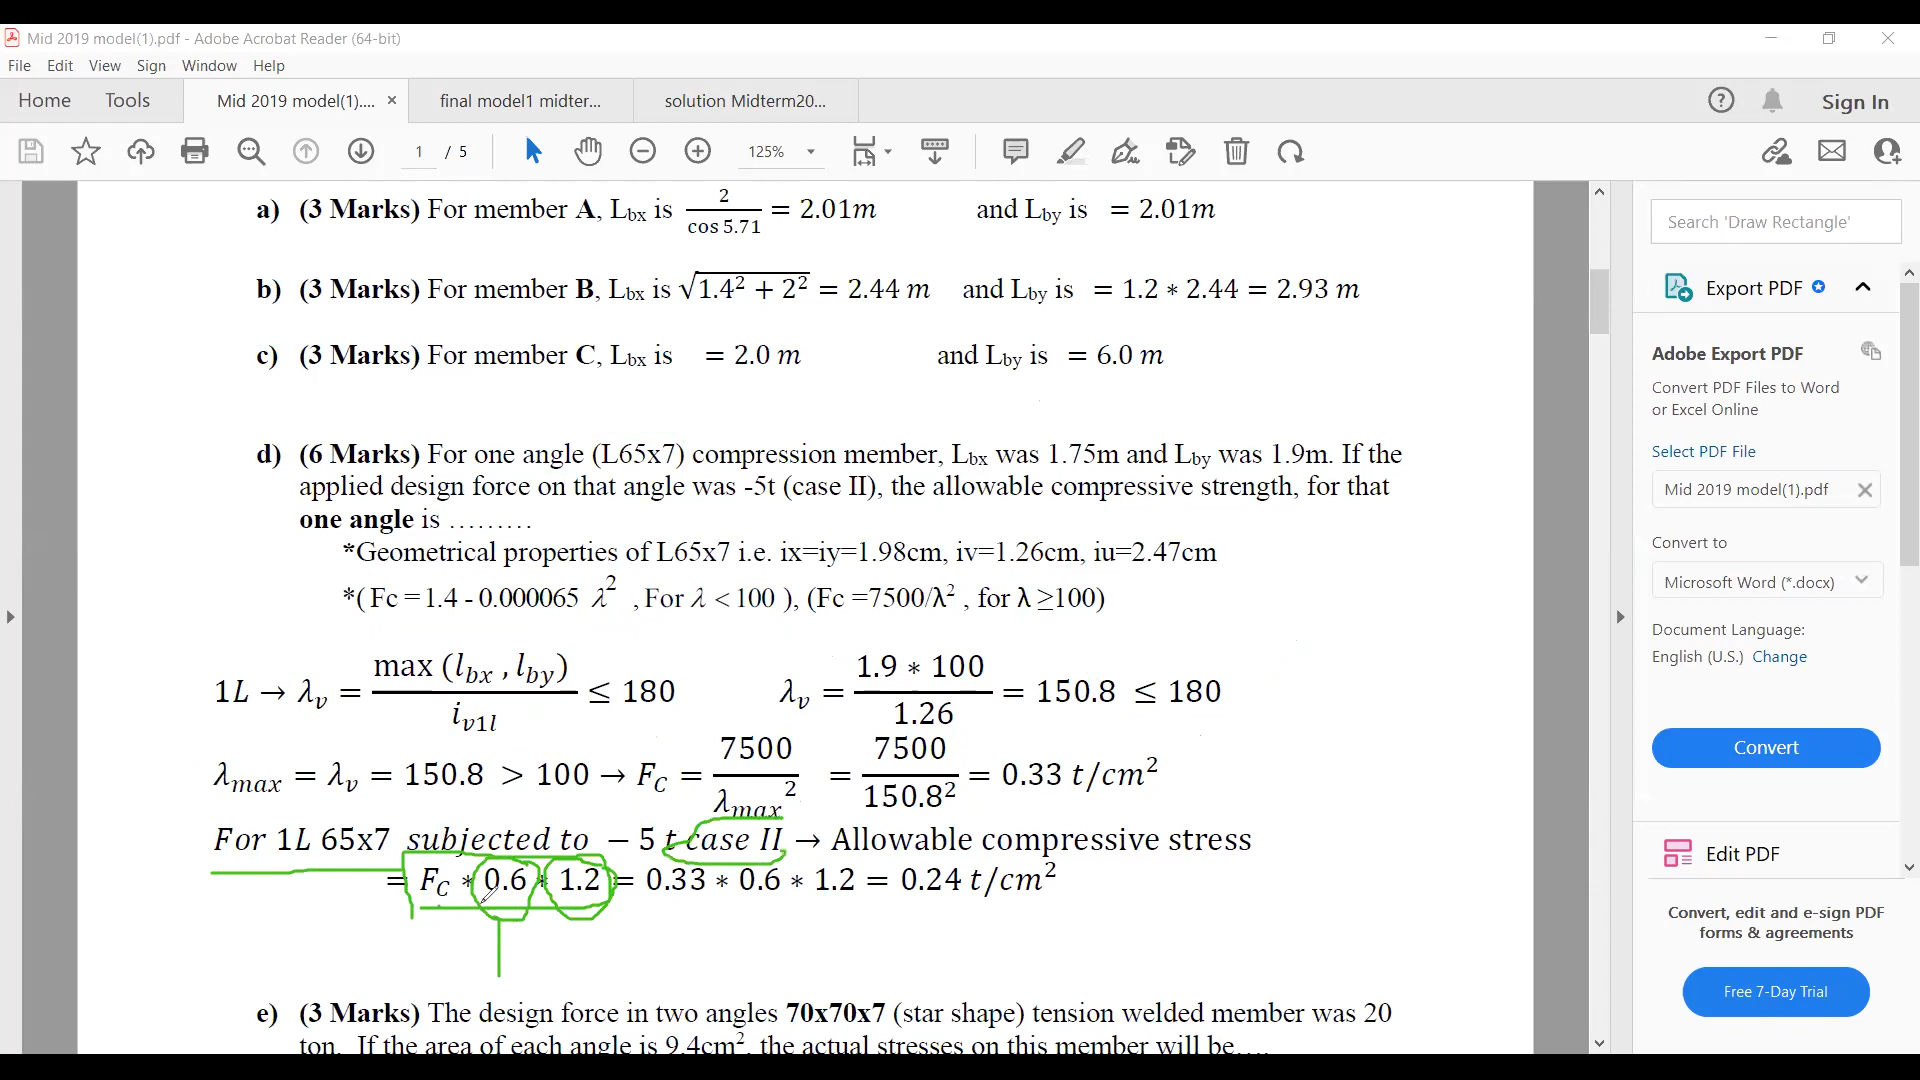 Mid 2019 model(1).pdf - Adobe Acrobat Reader (64-bit)
File Edit View Sign Window Help
Home Tools Mid 2019 model(1).... × final model1 midter... solution Midterm20... Sign In
1 / 5 125%
a) (3 Marks) For member A, Lbx is 2/cos 5.71 = 2.01m and Lby is = 2.01m
b) (3 Marks) For member B, Lbx is √1.4² + 2² = 2.44 m and Lby is = 1.2 * 2.44 = 2.93 m
c) (3 Marks) For member C, Lbx is = 2.0 m and Lby is = 6.0 m
d) (6 Marks) For one angle (L65x7) compression member, Lbx was 1.75m and Lby was 1.9m. If the
applied design force on that angle was -5t (case II), the allowable compressive strength, for that
one angle is ………
*Geometrical properties of L65x7 i.e. ix=iy=1.98cm, iv=1.26cm, iu=2.47cm
*( Fc = 1.4 - 0.000065 λ² , For λ < 100 ), (Fc =7500/λ² , for λ ≥100)
1L → λv = max (lbx , lby) / iv1l ≤ 180 λv = 1.9 * 100 / 1.26 = 150.8 ≤ 180
λmax = λv = 150.8 > 100 → FC = 7500 / λmax² = 7500 / 150.8² = 0.33 t/cm²
For 1L 65x7 subjected to − 5 t case II → Allowable compressive stress
= FC * 0.6 * 1.2 = 0.33 * 0.6 * 1.2 = 0.24 t/cm²
e) (3 Marks) The design force in two angles 70x70x7 (star shape) tension welded member was 20
ton. If the area of each angle is 9.4cm², the actual stresses on this member will be....
Search 'Draw Rectangle'
Export PDF
Adobe Export PDF
Convert PDF Files to Word
or Excel Online
Select PDF File
Mid 2019 model(1).pdf
Convert to
Microsoft Word (*.docx)
Document Language:
English (U.S.) Change
Convert
Edit PDF
Convert, edit and e-sign PDF
forms & agreements
Free 7-Day Trial